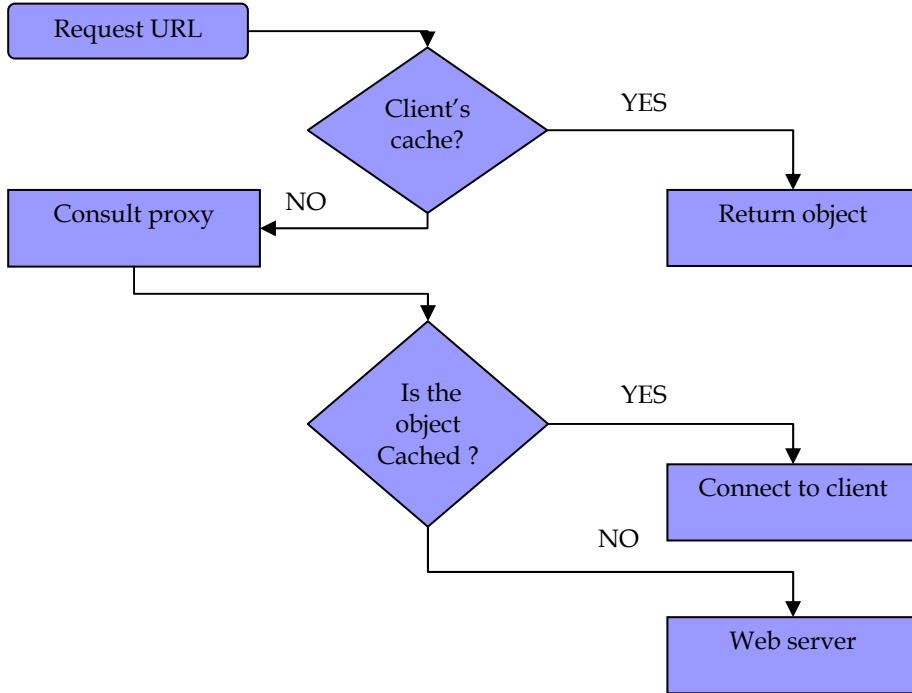 Request URL
Client’s
cache?
YES
NO
Consult proxy
Return object
Is the
object
Cached ?
YES
Connect to client
NO
Web server